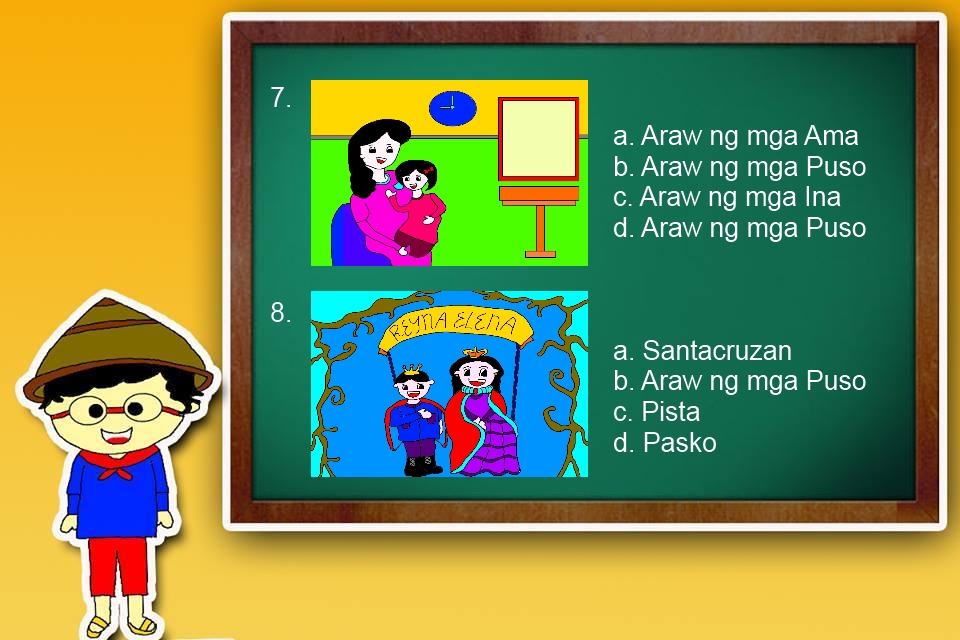 7.
a. Araw ng mga Ama
b. Araw ng mga Puso
c. Araw ng mga Ina
d. Araw ng mga Puso
8.
REYNA ELENA
a. Santacruzan
b. Araw ng mga Puso
c. Pista
d. Pasko